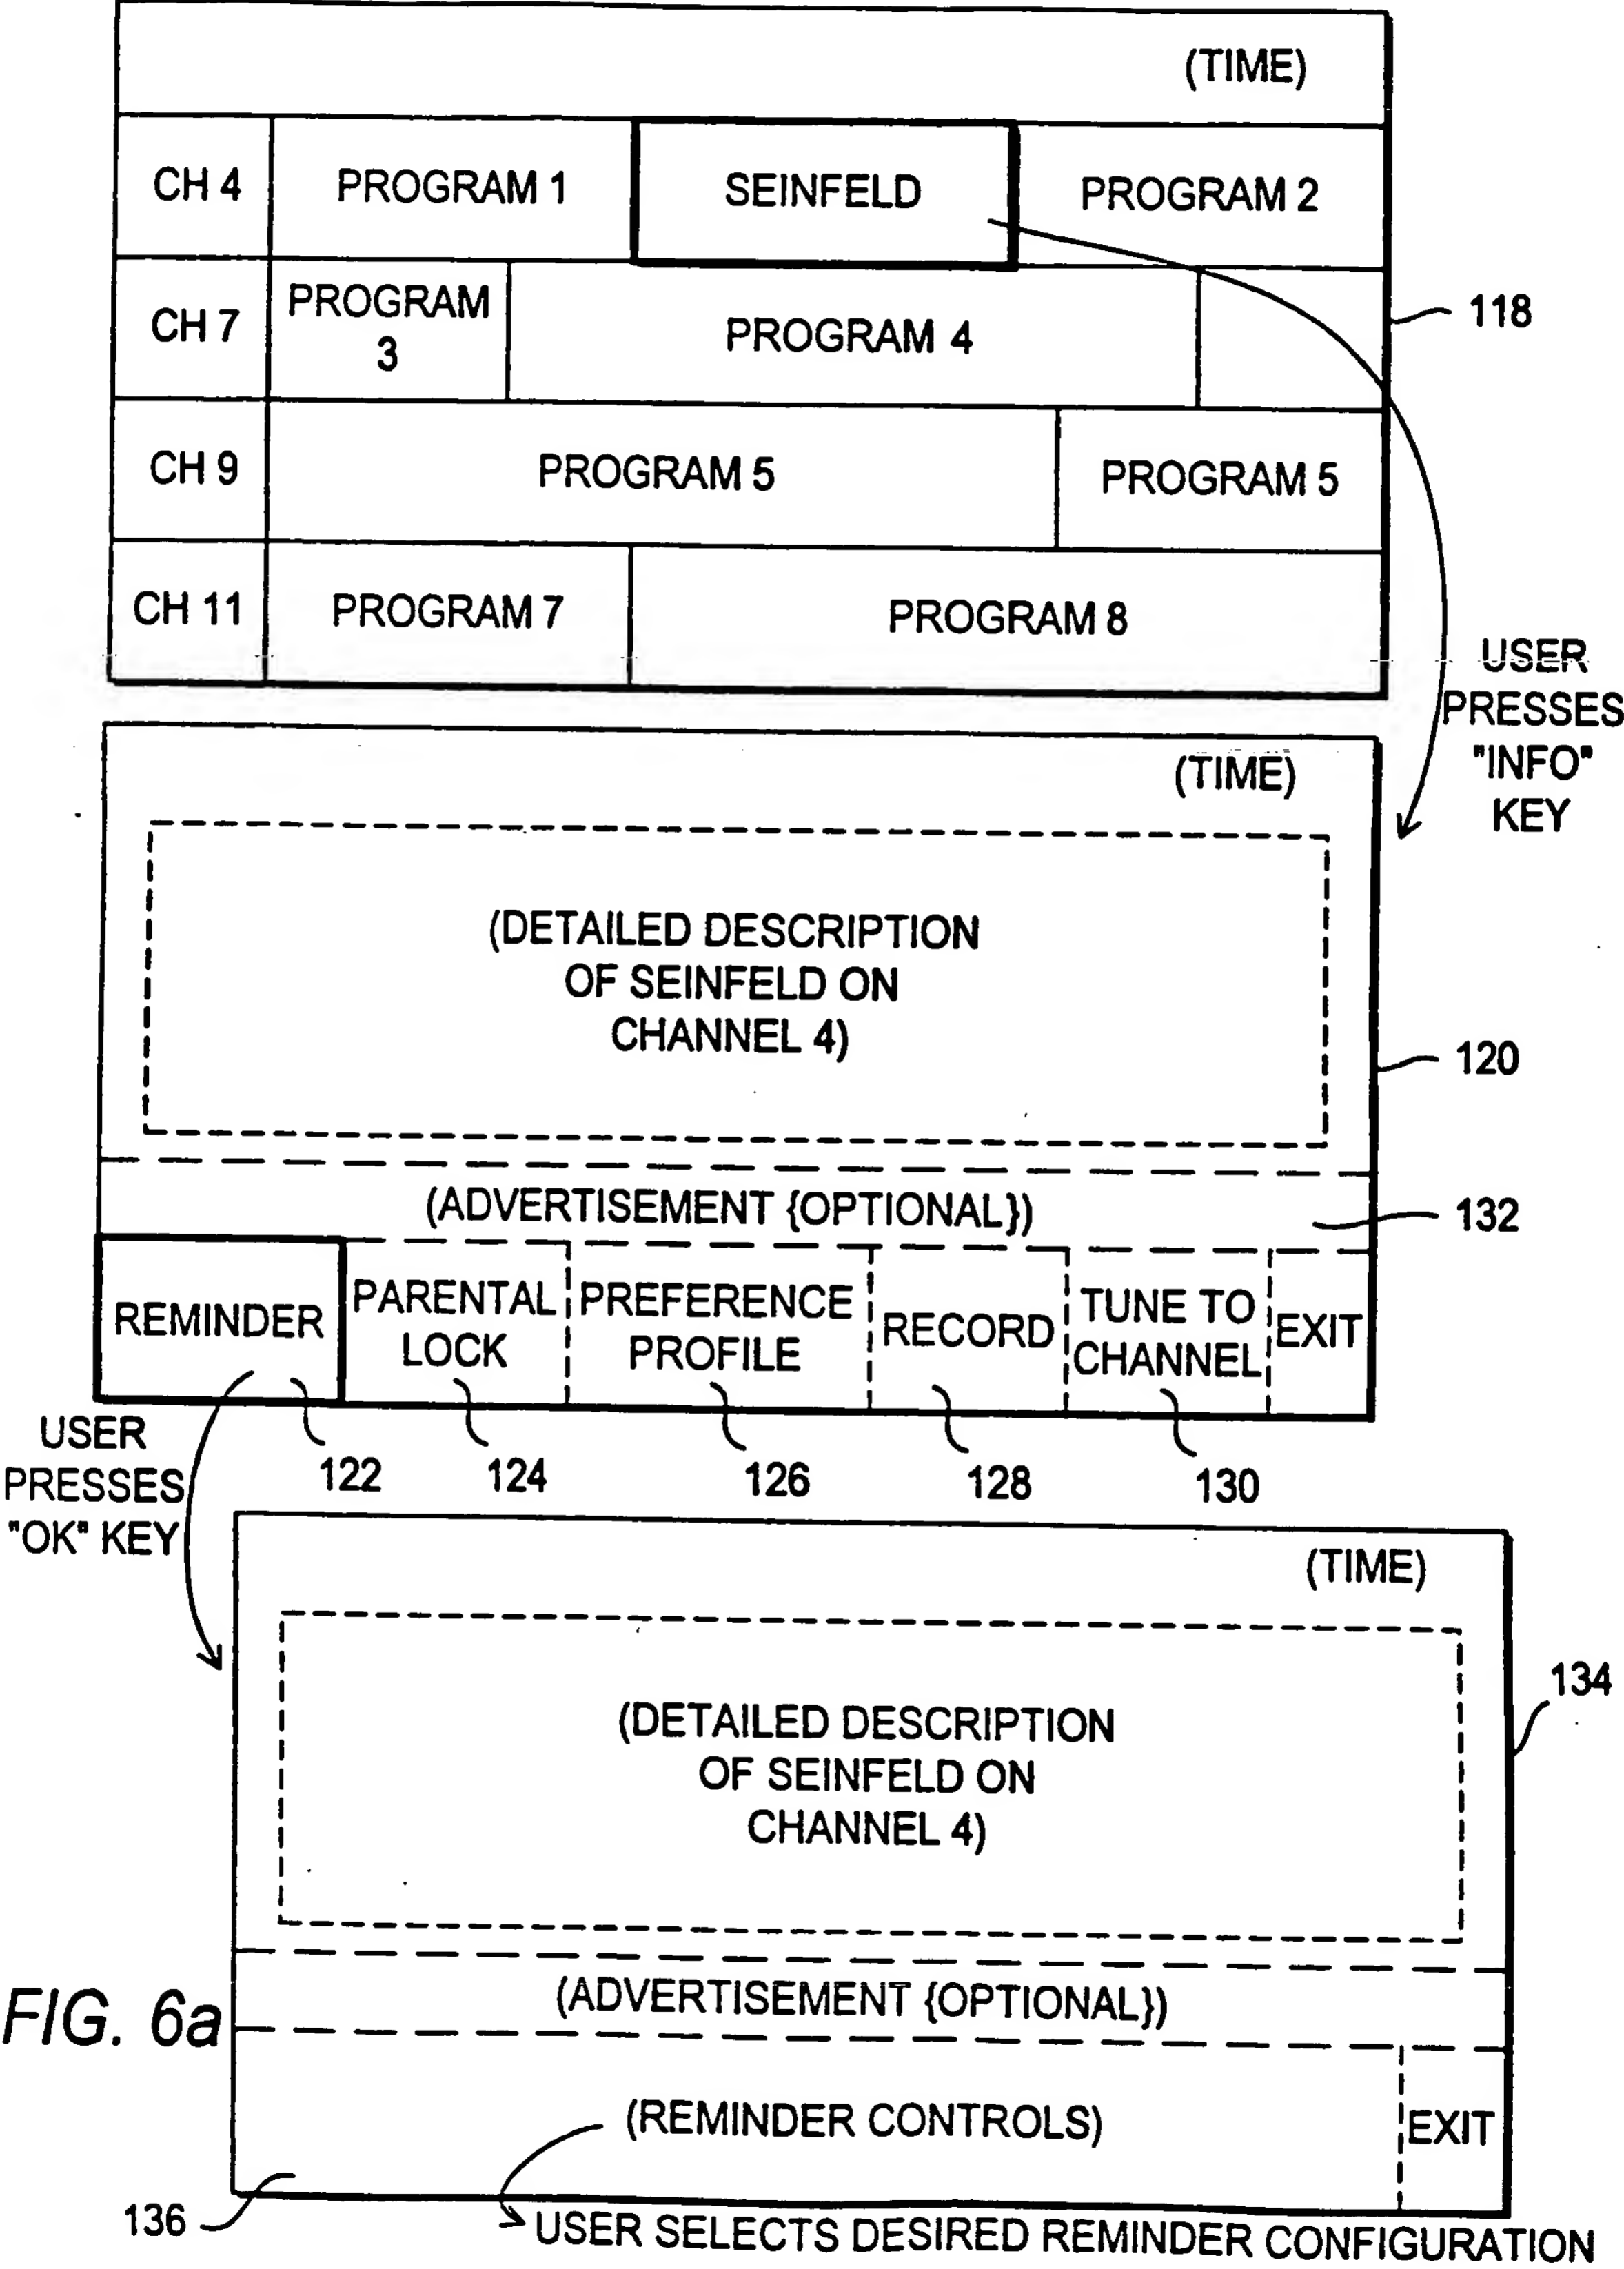 (TIME)
CH 4 PROGRAM 1 SEINFELD PROGRAM 2
CH 7 PROGRAM 3 PROGRAM 4
118
CH 9 PROGRAM 5 PROGRAM 5
CH 11 PROGRAM 7 PROGRAM 8
USER
PRESSES
"INFO"
KEY
(TIME)
(DETAILED DESCRIPTION
OF SEINFELD ON
CHANNEL 4)
120
(ADVERTISEMENT {OPTIONAL})
132
REMINDER
PARENTAL
LOCK
PREFERENCE
PROFILE
RECORD
TUNE TO
CHANNEL
EXIT
122 124 126 128 130
USER
PRESSES
"OK" KEY
(TIME)
(DETAILED DESCRIPTION
OF SEINFELD ON
CHANNEL 4)
134
(ADVERTISEMENT {OPTIONAL})
FIG. 6a
(REMINDER CONTROLS)
EXIT
136
USER SELECTS DESIRED REMINDER CONFIGURATION